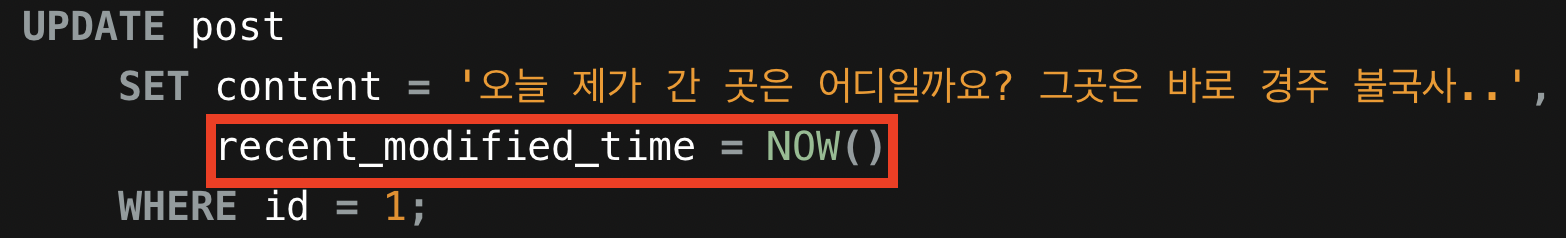 UPDATE post
SET content = '오늘 제가 간 곳은 어디일까요? 그곳은 바로 경주 불국사..',
recent_modified_time = NOW()
WHERE id = 1;